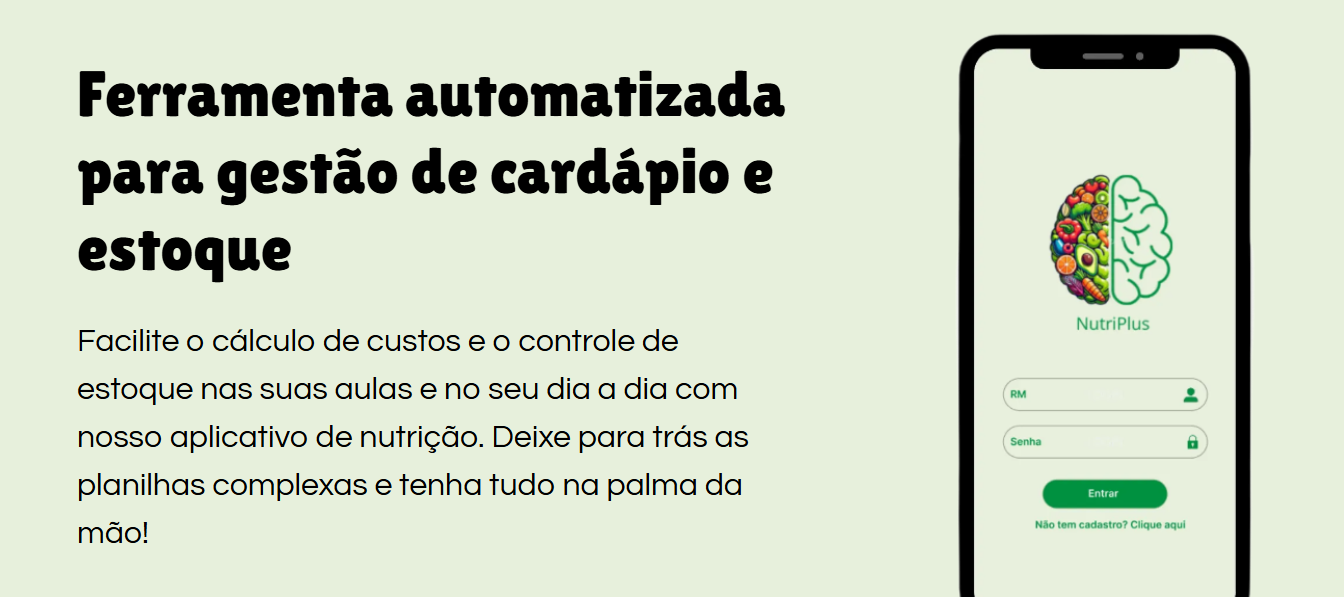 Ferramenta automatizada
para gestão de cardápio e
estoque
Facilite o cálculo de custos e o controle de
estoque nas suas aulas e no seu dia a dia com
nosso aplicativo de nutrição. Deixe para trás as
planilhas complexas e tenha tudo na palma da
mão!
NutriPlus
RM
Senha
Entrar
Não tem cadastro? Clique aqui